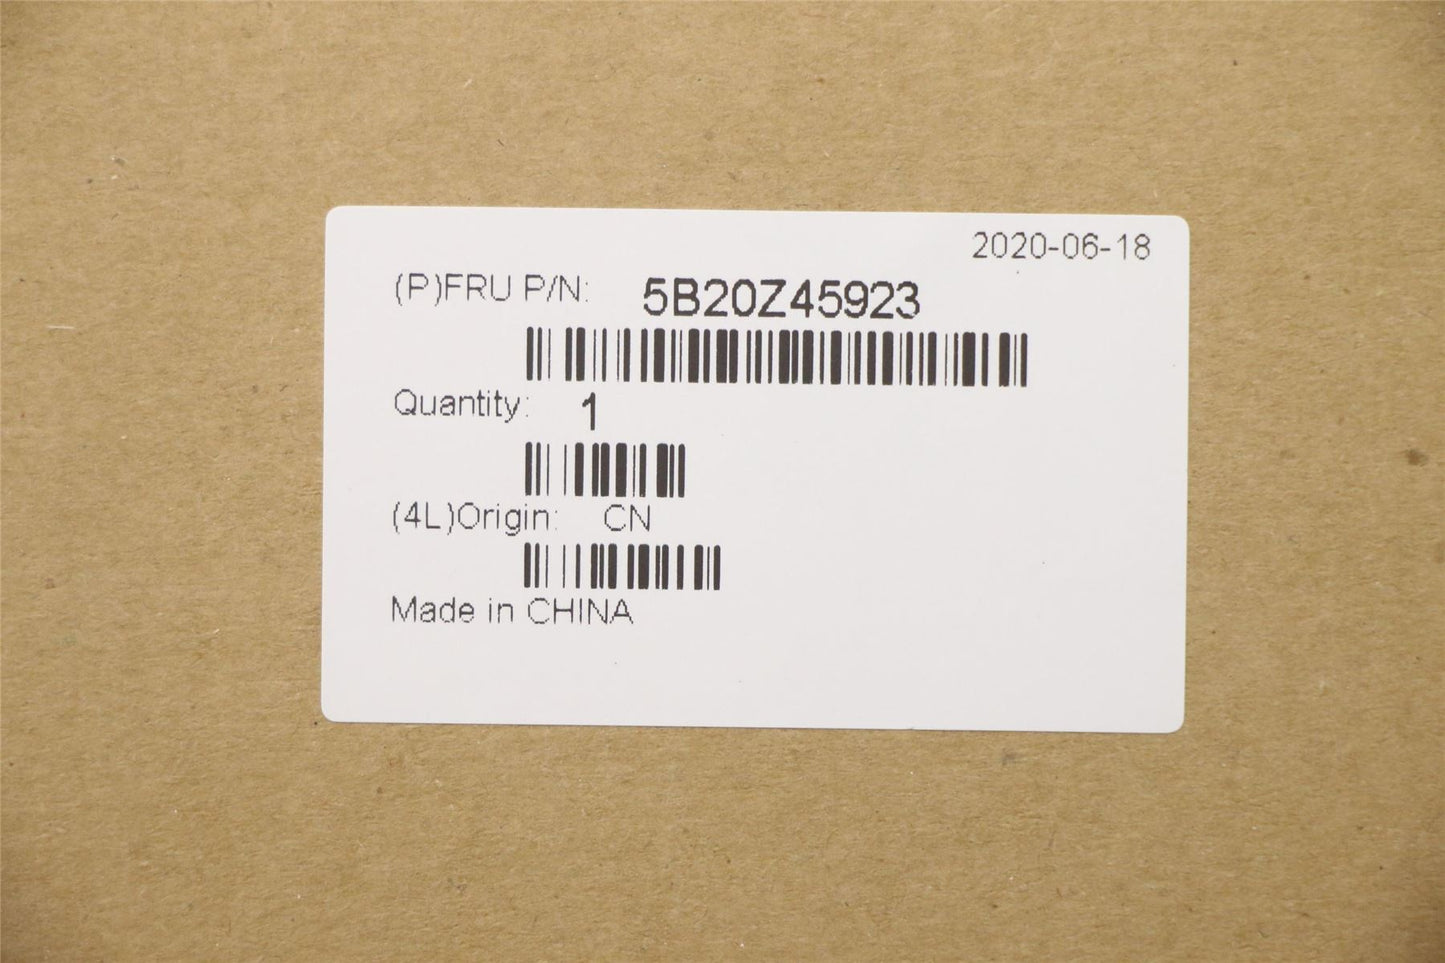 2020-06-18
(P)FRU P/N: 5B20Z45923
Quantity: 1
(4L)Origin: CN
Made in CHINA